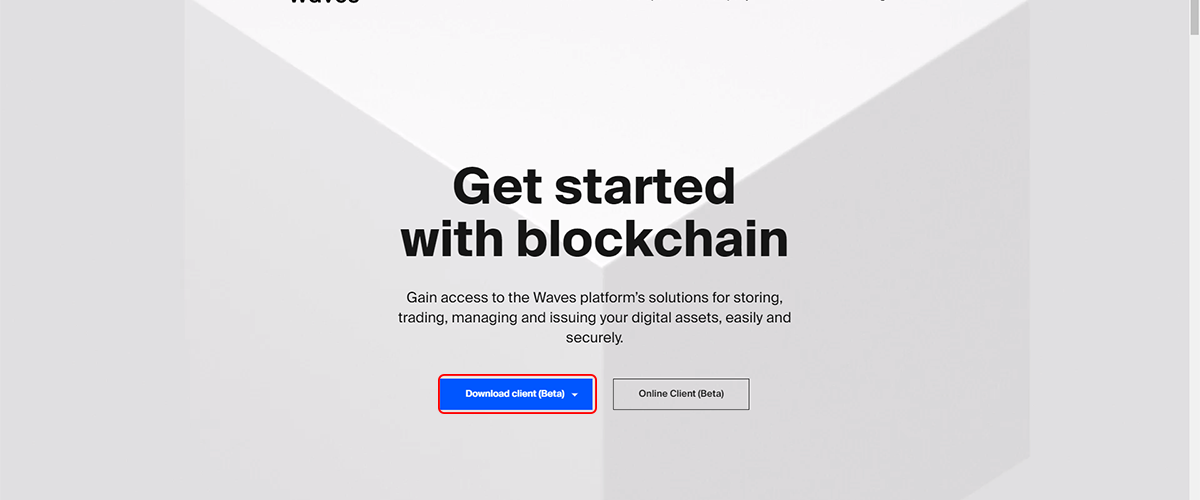 waves
Get started
with blockchain
Gain access to the Waves platform's solutions for storing,
trading, managing and issuing your digital assets, easily and
securely.
Download client (Beta)
Online Client (Beta)